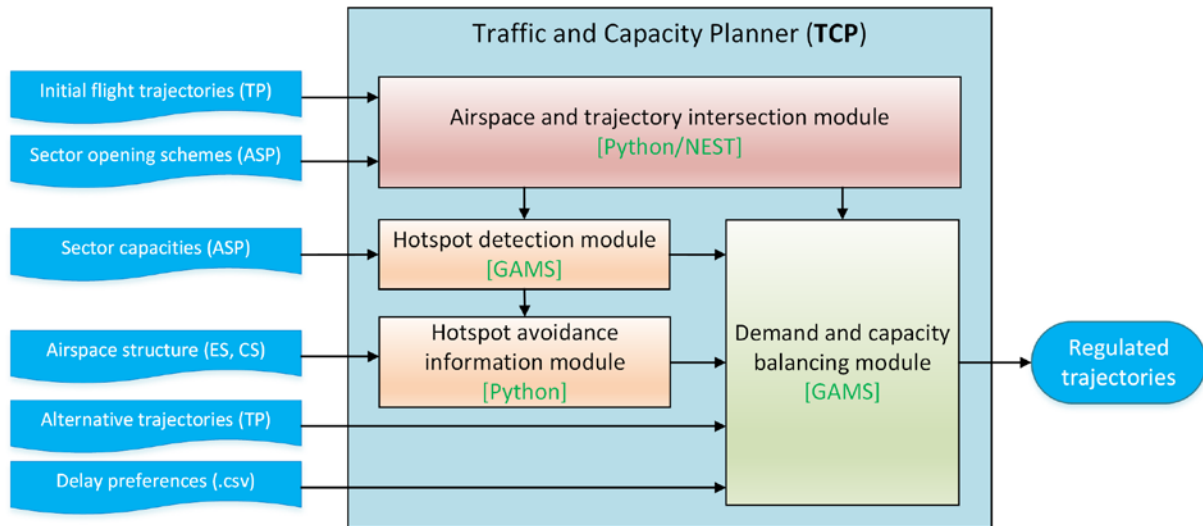 Traffic and Capacity Planner (TCP)
Initial flight trajectories (TP)
Airspace and trajectory intersection module
[Python/NEST]
Sector opening schemes (ASP)
Sector capacities (ASP)
Hotspot detection module
[GAMS]
Airspace structure (ES, CS)
Hotspot avoidance
information module
[Python]
Demand and capacity
balancing module
[GAMS]
Regulated
trajectories
Alternative trajectories (TP)
Delay preferences (.csv)